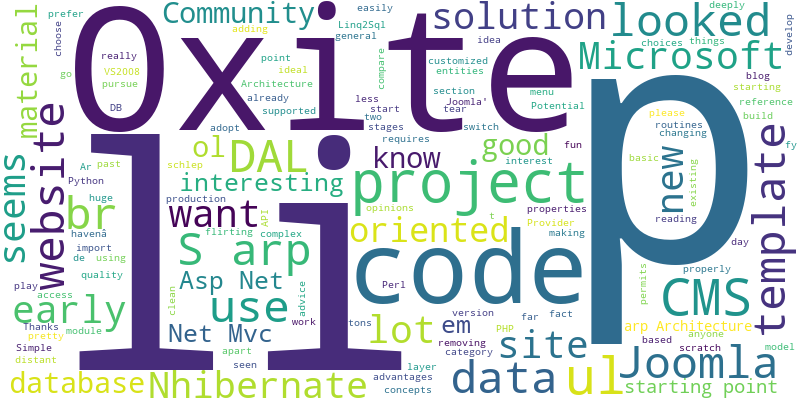 Oxite
li
p
code
project
Community
Linq2Sql
easily
solution
deeply
looked
prefer
choose
adding
general
idea
choices
things
develop
Microsoft
material
really
VS2008
pursue
DB
go
point
ideal
Architecture
already
supported
compare
customized
entities
section
menu
Joomla'
Potential
blog
starting
reference
build
less
start
two
stages
tear
requires
switch
please
routines
changing
basic
new
existing
reading
template
fy
website
seems
ol
DAL
adopt
know
good
fun
interest
Ar
past
Python
schlep
interesting
huge
br
production
havenâ
import
de
using
want
API
flirting
complex
opinions
t
oriented
properties
Provider
making
day
properly
permits
S arp
Asp Net
Perl
clean
advice
quality
play
access
early
use
CMS
version
far
fact
Net Mvc
work
tons
lot
em
PHP
removing
category
site
based
anyone
scratch
arp Architecture
Joomla
model
Thanks
module
pretty
Simple
distant
apart
seen
layer
advantages
concepts
database
Nhibernate
data
ul
starting point